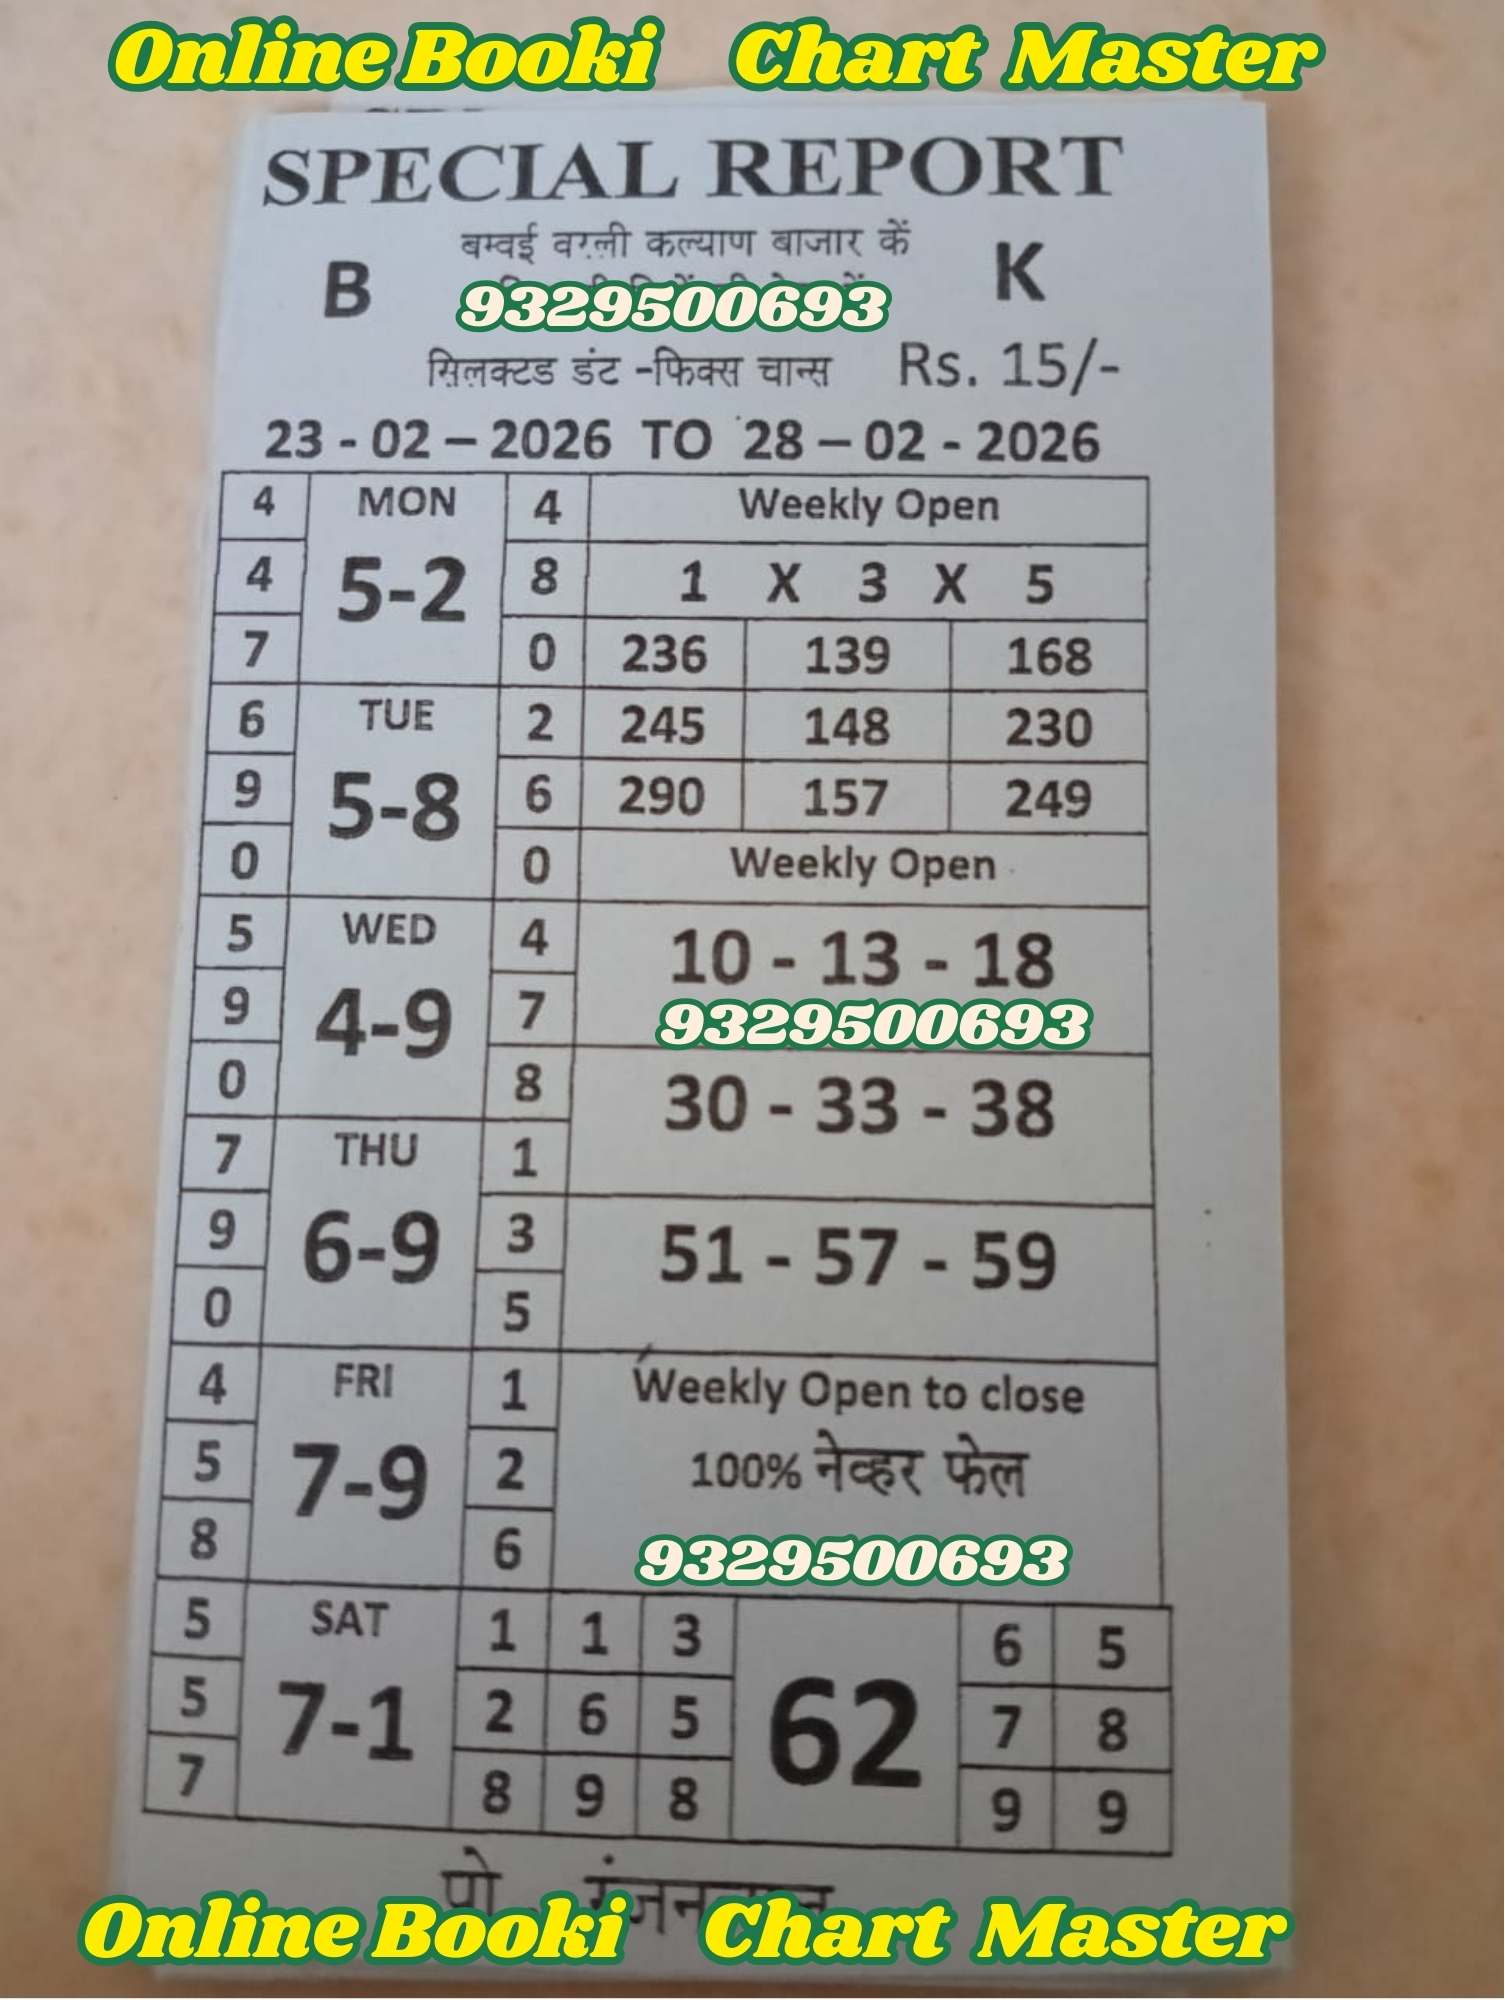 Online Booki Chart Master
SPECIAL REPORT
बम्वई वरली कल्याण बाजार कें
B K
9329500693
सिलक्टड डंट -फिक्स चान्स Rs. 15/-
23 - 02 – 2026 TO 28 – 02 - 2026
4 MON 4 Weekly Open
4 5-2 8 1 X 3 X 5
7 0 236 139 168
6 TUE 2 245 148 230
9 5-8 6 290 157 249
0 0 Weekly Open
5 WED 4 10 - 13 - 18
9 4-9 7 9329500693
0 8 30 - 33 - 38
7 THU 1
9 6-9 3 51 - 57 - 59
0 5
4 FRI 1 Weekly Open to close
5 7-9 2 100% नेव्हर फेल
8 6 9329500693
5 SAT 1 1 3 6 5
5 7-1 2 6 5 62 7 8
7 8 9 8 9 9
प्रो
Online Booki Chart Master